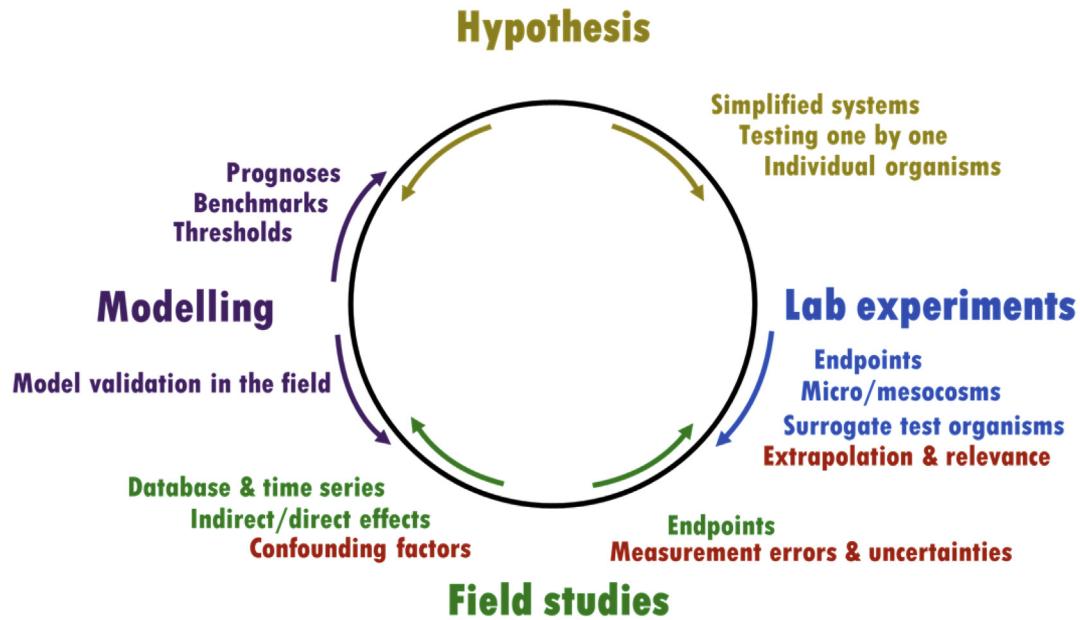 Hypothesis
Simplified systems
Testing one by one
Individual organisms
Prognoses
Benchmarks
Thresholds
Modelling
Lab experiments
Endpoints
Micro/mesocosms
Surrogate test organisms
Extrapolation & relevance
Model validation in the field
Database & time series
Indirect/direct effects
Confounding factors
Endpoints
Measurement errors & uncertainties
Field studies